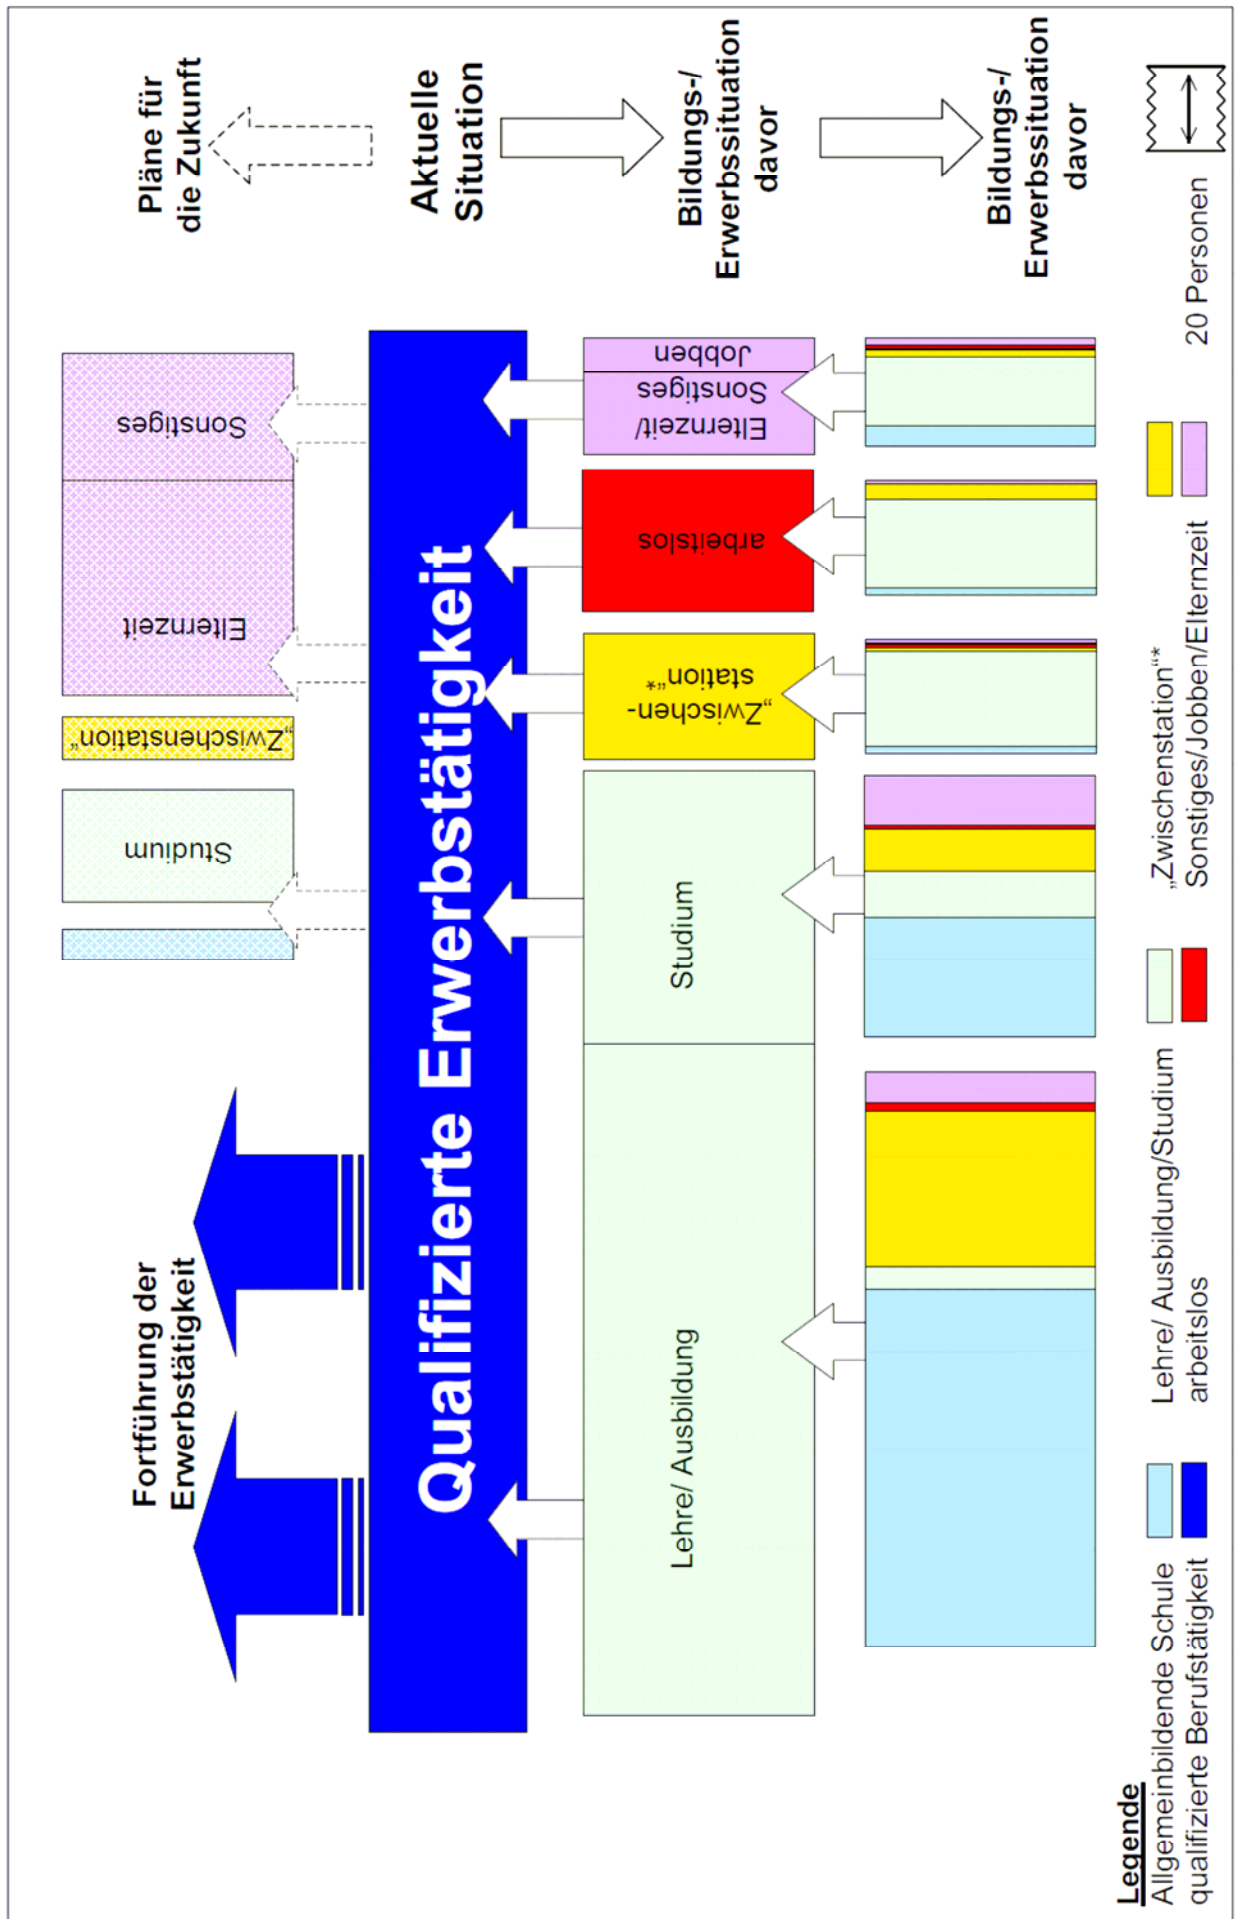 Pläne für
die Zukunft
Aktuelle
Situation
Bildungs-/
Erwerbssituation
davor
Bildungs-/
Erwerbssituation
davor
Fortführung der
Erwerbstätigkeit
Studium
„Zwischenstation“
Elternzeit
Sonstiges
Qualifizierte Erwerbstätigkeit
Lehre/ Ausbildung
Studium
„Zwischen-
station“*
arbeitslos
Elternzeit/
Sonstiges
Jobben
Legende
Allgemeinbildende Schule
qualifizierte Berufstätigkeit
Lehre/ Ausbildung/Studium
arbeitslos
„Zwischenstation“*
Sonstiges/Jobben/Elternzeit
20 Personen